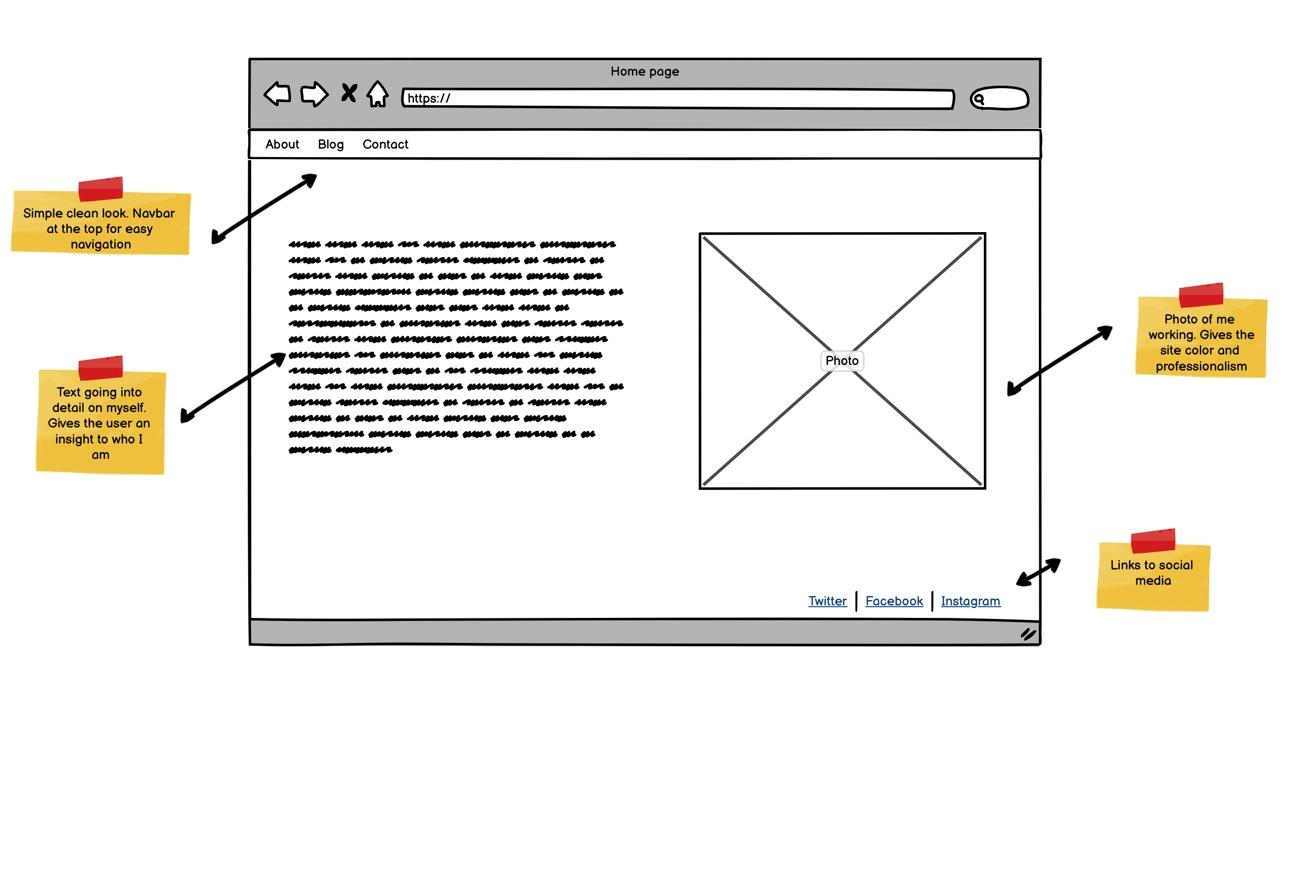 Home page
https://
About Blog Contact
Simple clean look. Navbar
at the top for easy
navigation
Text going into
detail on myself.
Gives the user an
insight to who I
am
Photo
Photo of me
working. Gives the
site color and
professionalism
Links to social
media
Twitter | Facebook | Instagram